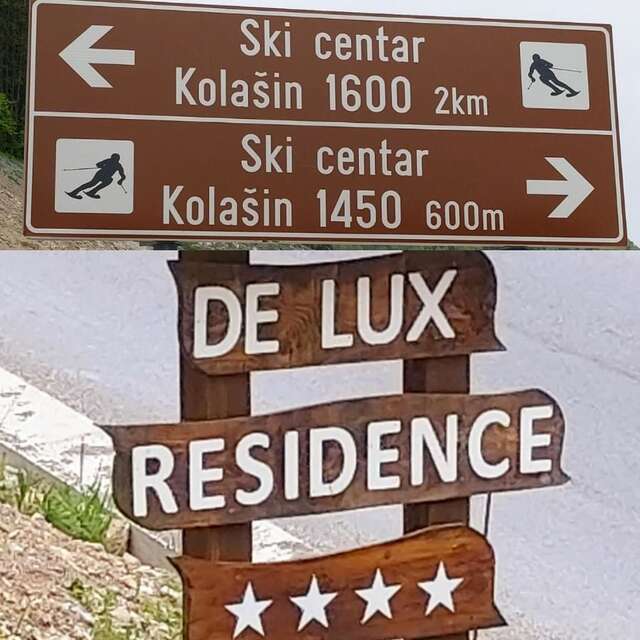 Ski centar
Kolašin 1600 2km
Ski centar
Kolašin 1450 600m
DE LUX
RESIDENCE